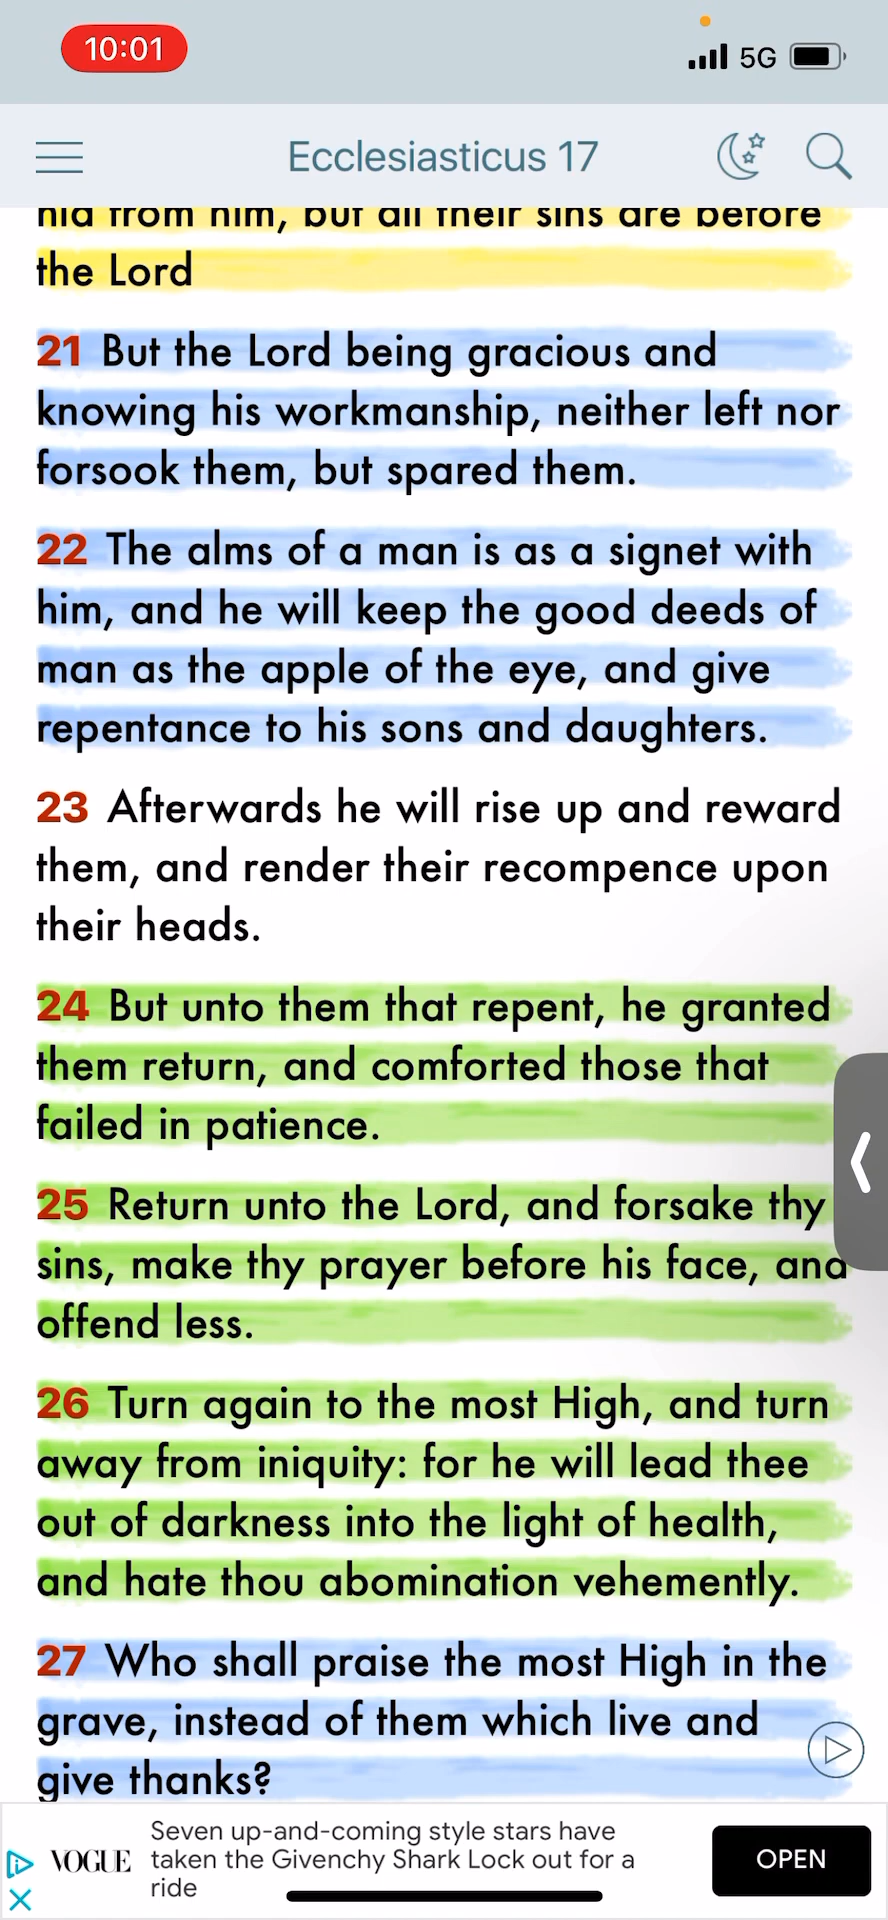 10:01
5G
Ecclesiasticus 17
hid from him, but all their sins are before
the Lord
21 But the Lord being gracious and
knowing his workmanship, neither left nor
forsook them, but spared them.
22 The alms of a man is as a signet with
him, and he will keep the good deeds of
man as the apple of the eye, and give
repentance to his sons and daughters.
23 Afterwards he will rise up and reward
them, and render their recompence upon
their heads.
24 But unto them that repent, he granted
them return, and comforted those that
failed in patience.
25 Return unto the Lord, and forsake thy
sins, make thy prayer before his face, and
offend less.
26 Turn again to the most High, and turn
away from iniquity: for he will lead thee
out of darkness into the light of health,
and hate thou abomination vehemently.
27 Who shall praise the most High in the
grave, instead of them which live and
give thanks?
VOGUE
Seven up-and-coming style stars have
taken the Givenchy Shark Lock out for a
ride
OPEN